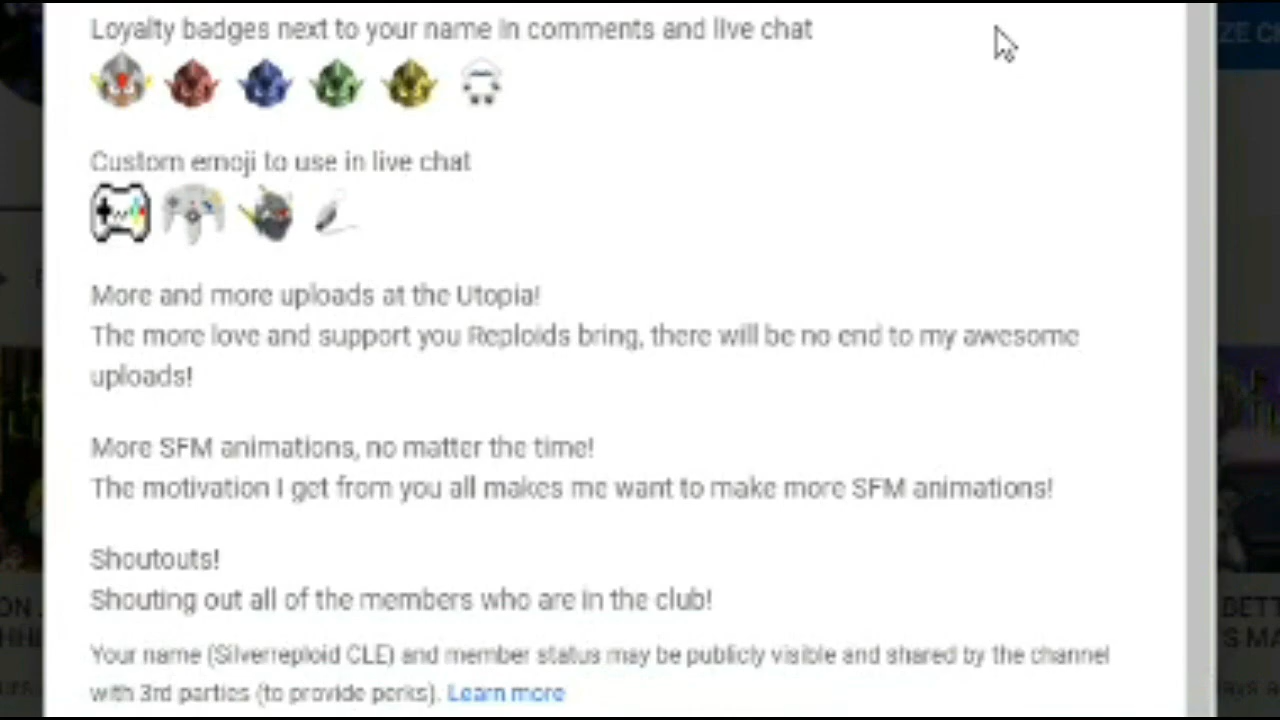 Loyalty badges next to your name in comments and live chat
Custom emoji to use in live chat
More and more uploads at the Utopia!
The more love and support you Reploids bring, there will be no end to my awesome
uploads!
More SFM animations, no matter the time!
The motivation I get from you all makes me want to make more SFM animations!
Shoutouts!
Shouting out all of the members who are in the club!
Your name (Silverreploid CLE) and member status may be publicly visible and shared by the channel
with 3rd parties (to provide perks). Learn more